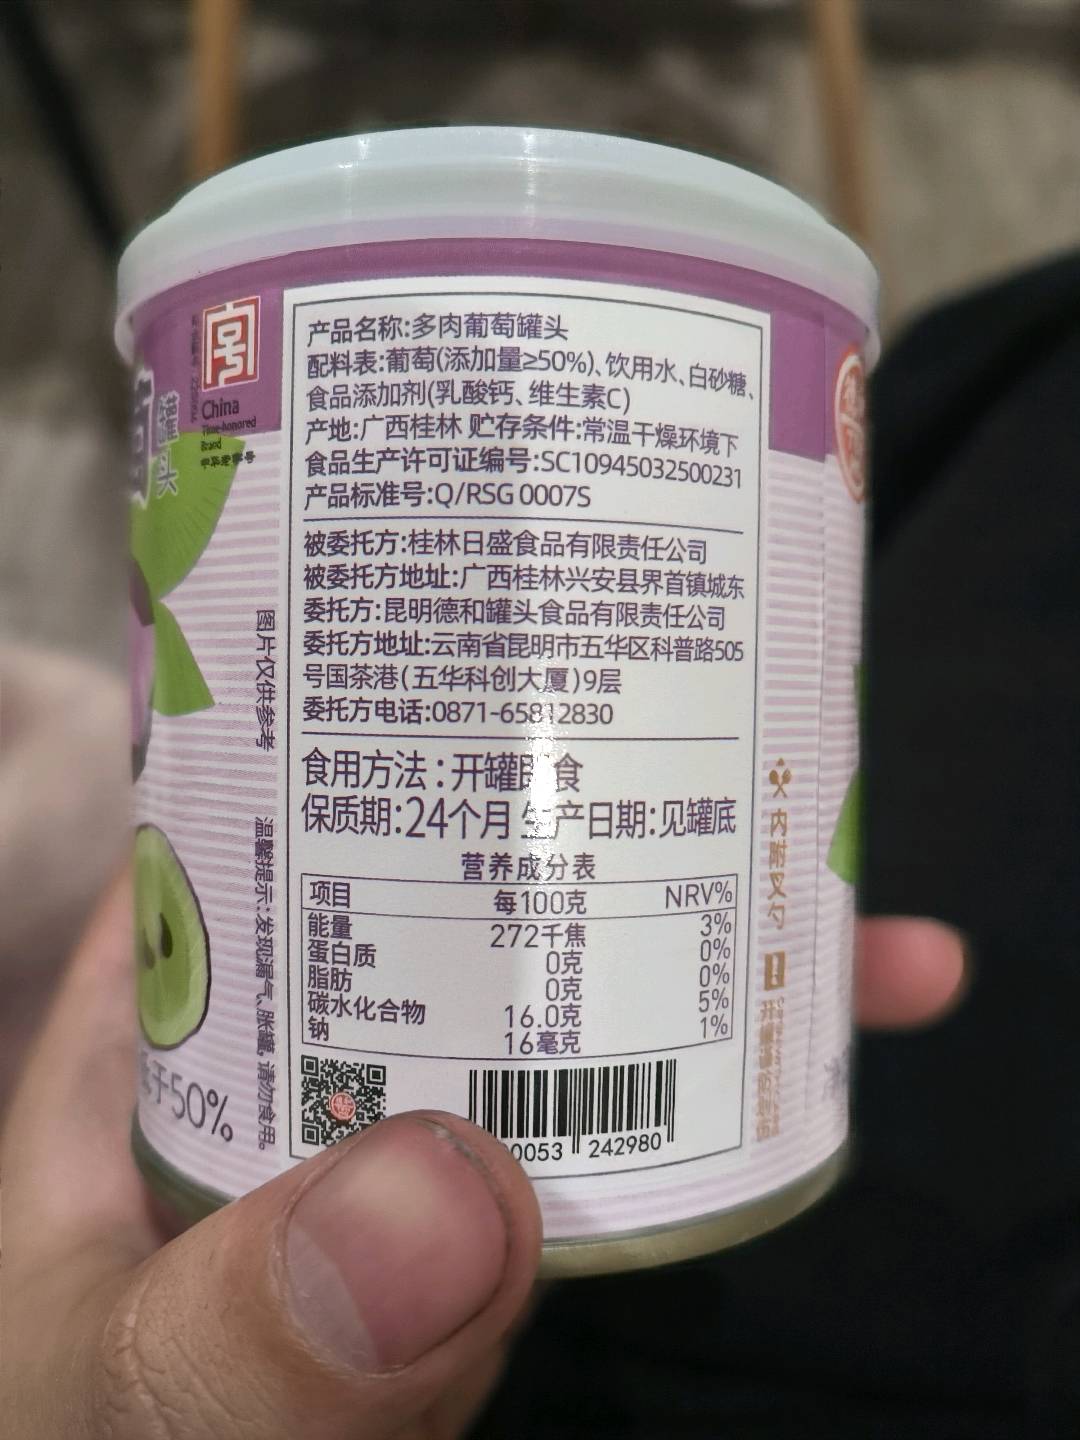 China
Time-honored
Brand
中华老字号
罐头
产品名称:多肉葡萄罐头
配料表:葡萄(添加量≥50%)、饮用水、白砂糖、
食品添加剂(乳酸钙、维生素C)
产地:广西桂林 贮存条件:常温干燥环境下
食品生产许可证编号:SC10945032500231
产品标准号:Q/RSG 0007S
被委托方:桂林日盛食品有限责任公司
被委托方地址:广西桂林兴安县界首镇城东
委托方:昆明德和罐头食品有限责任公司
委托方地址:云南省昆明市五华区科普路505
号国茶港(五华科创大厦)9层
委托方电话:0871-65812830
食用方法:开罐即食
保质期:24个月 生产日期:见罐底
营养成分表
项目 每100克 NRV%
能量 272千焦 3%
蛋白质 0克 0%
脂肪 0克 0%
碳水化合物 16.0克 5%
钠 16毫克 1%
0053 242980
图片仅供参考
温馨提示:发现漏气、胀罐,请勿食用。
于50%
内附叉勺